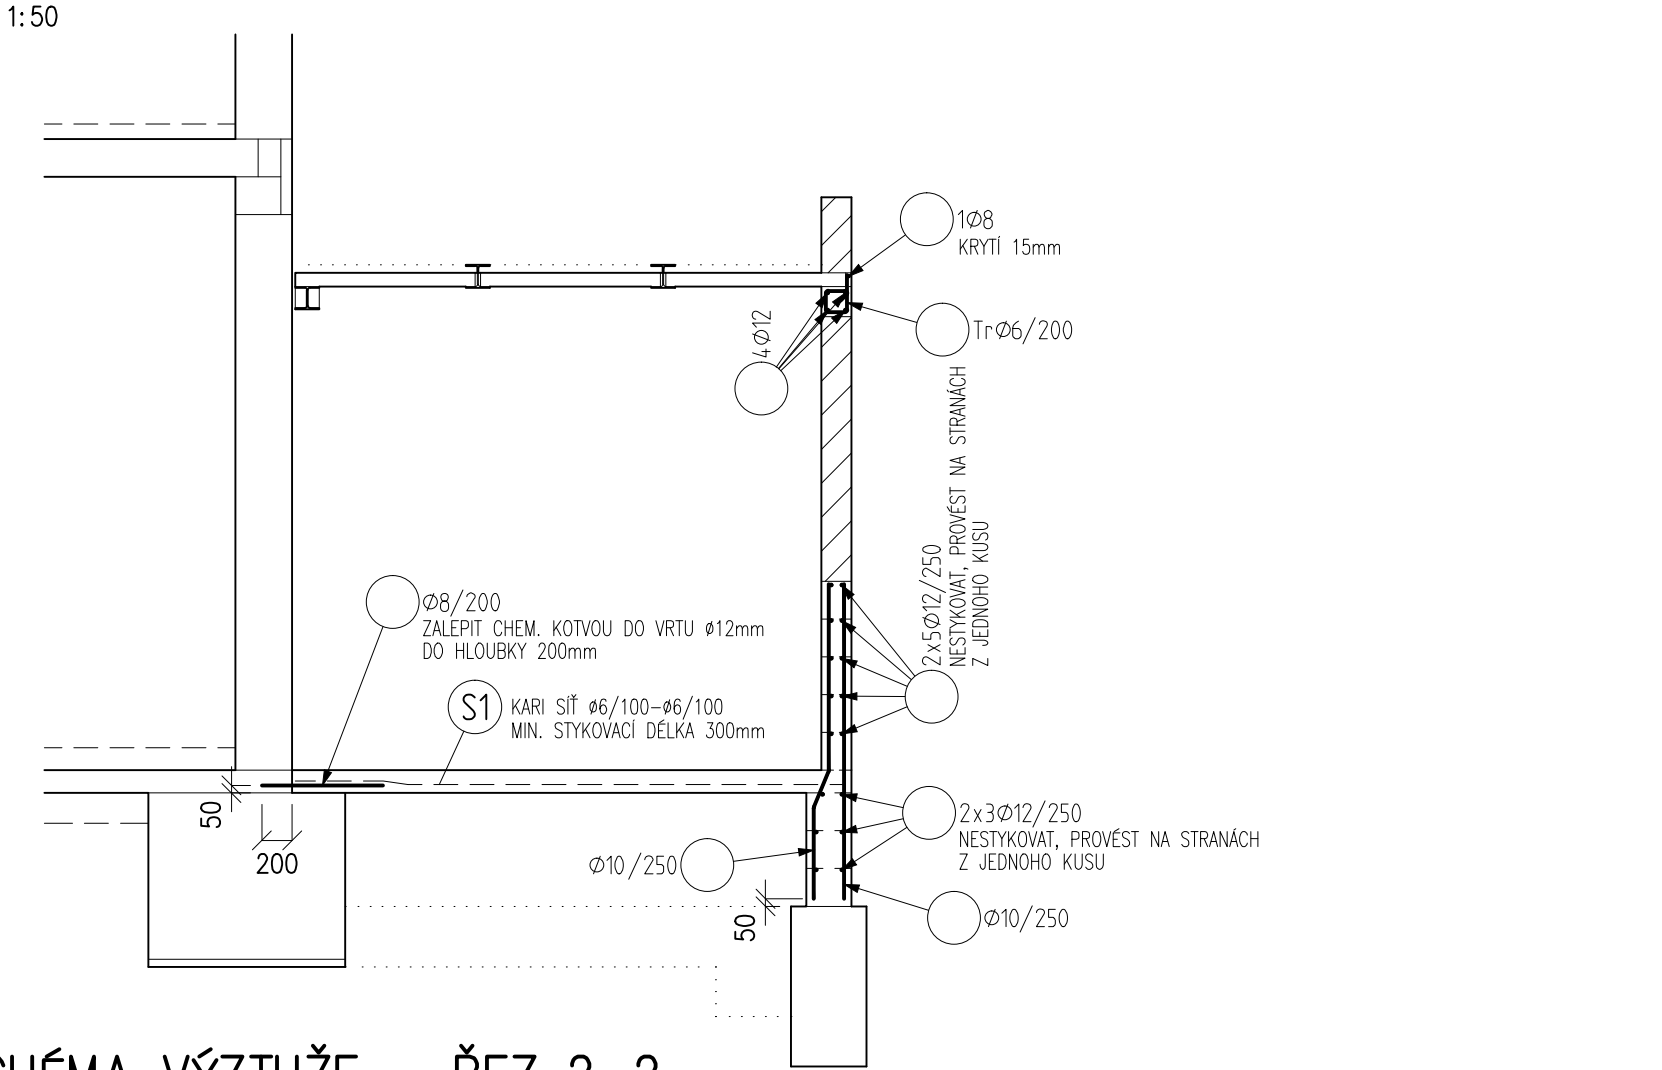 1:50
1Ø8
KRYTÍ 15mm
4Ø12
TrØ6/200
2x5Ø12/250
NESTYKOVAT, PROVÉST NA STRANÁCH
Z JEDNOHO KUSU
Ø8/200
ZALEPIT CHEM. KOTVOU DO VRTU ø12mm
DO HLOUBKY 200mm
S1
KARI SÍŤ ø6/100-ø6/100
MIN. STYKOVACÍ DÉLKA 300mm
50
200
2x3Ø12/250
NESTYKOVAT, PROVÉST NA STRANÁCH
Z JEDNOHO KUSU
Ø10/250
50
Ø10/250
VÝZTUŽE ŘEZ